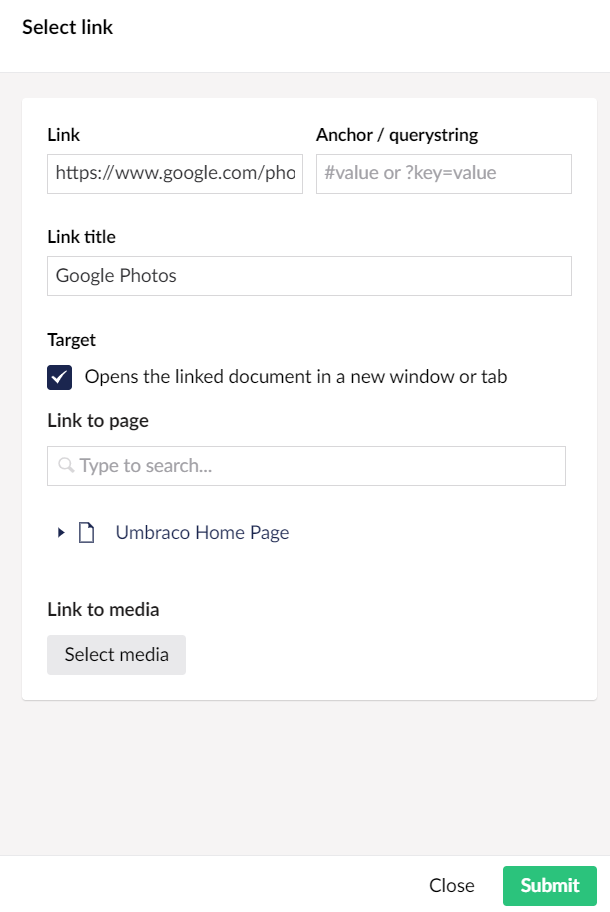 Select link
Link
Anchor / querystring
https://www.google.com/pho
#value or ?key=value
Link title
Google Photos
Target
Opens the linked document in a new window or tab
Link to page
Type to search...
Umbraco Home Page
Link to media
Select media
Close
Submit